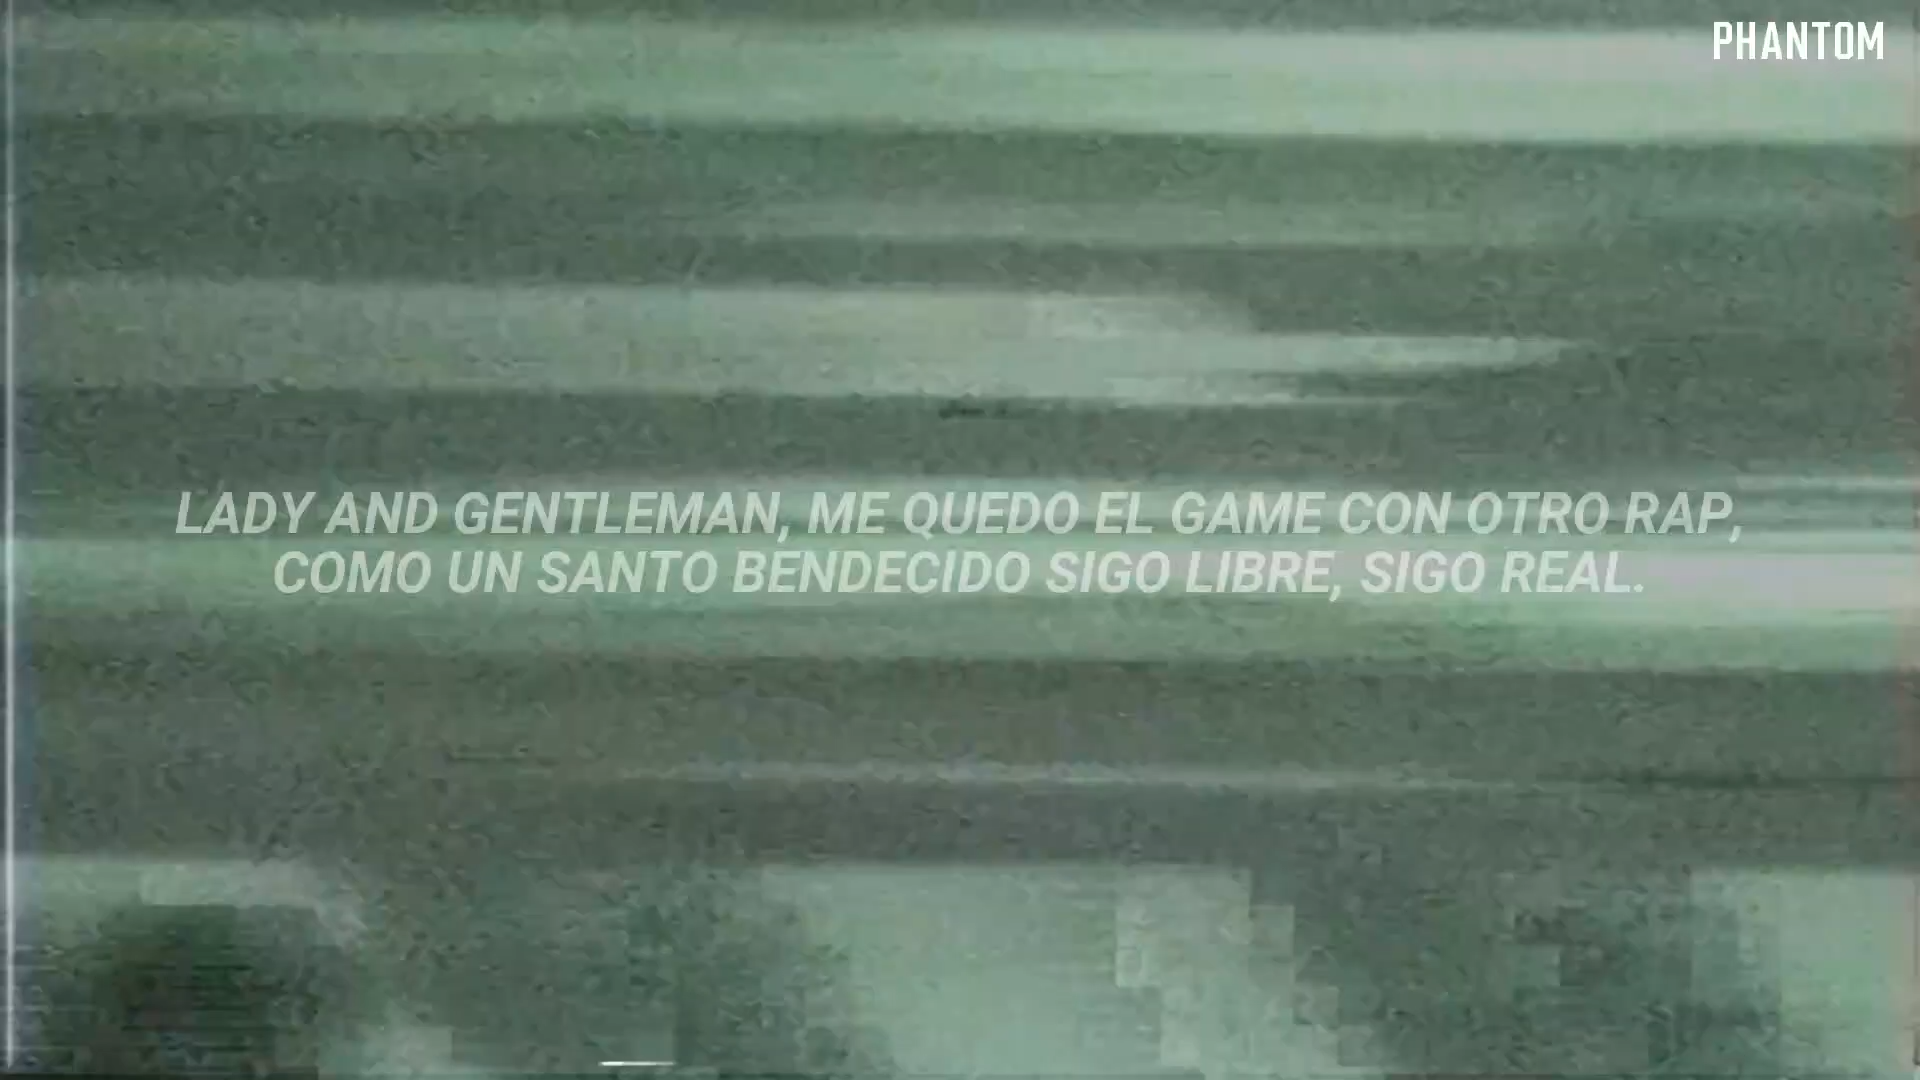 PHANTOM
LADY AND GENTLEMAN, ME QUEDO EL GAME CON OTRO RAP,
COMO UN SANTO BENDECIDO SIGO LIBRE, SIGO REAL.